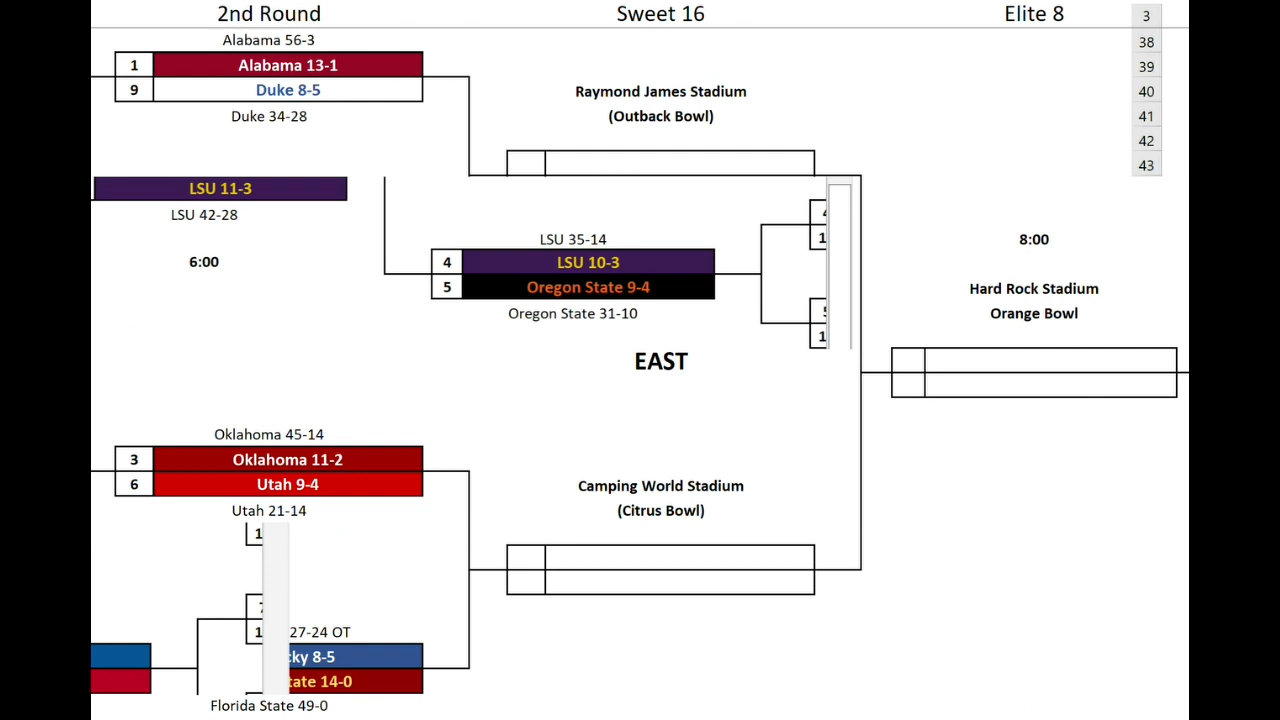 2nd Round Sweet 16 Elite 8 3
Alabama 56-3 38
1 Alabama 13-1 39
9 Duke 8-5 40
Raymond James Stadium
Duke 34-28 41
(Outback Bowl)
42
43
LSU 11-3
LSU 42-28
LSU 35-14 8:00
6:00
4 LSU 10-3
5 Oregon State 9-4
Hard Rock Stadium
Oregon State 31-10 Orange Bowl
EAST
Oklahoma 45-14
3 Oklahoma 11-2
6 Utah 9-4
Camping World Stadium
Utah 21-14 (Citrus Bowl)
27-24 OT
8-5
14-0
Florida State 49-0